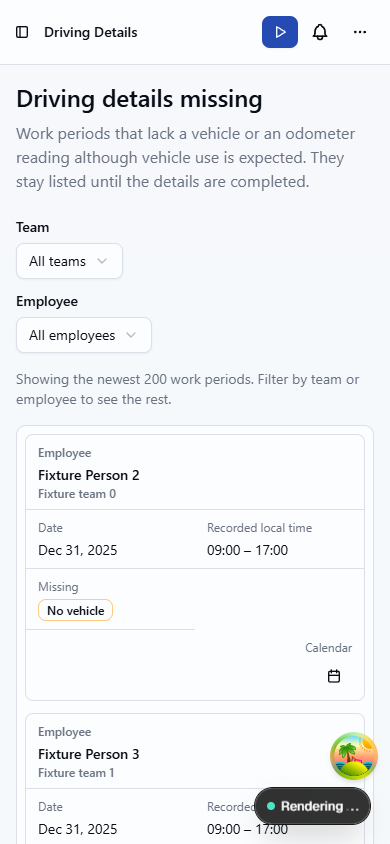 Driving Details
Driving details missing
Work periods that lack a vehicle or an odometer
reading although vehicle use is expected. They
stay listed until the details are completed.
Team
All teams
Employee
All employees
Showing the newest 200 work periods. Filter by team or
employee to see the rest.
Employee
Fixture Person 2
Fixture team 0
Date
Recorded local time
Dec 31, 2025
09:00 – 17:00
Missing
No vehicle
Calendar
Employee
Fixture Person 3
Fixture team 1
Date
Dec 31, 2025
09:00 – 17:00
Rendering ...